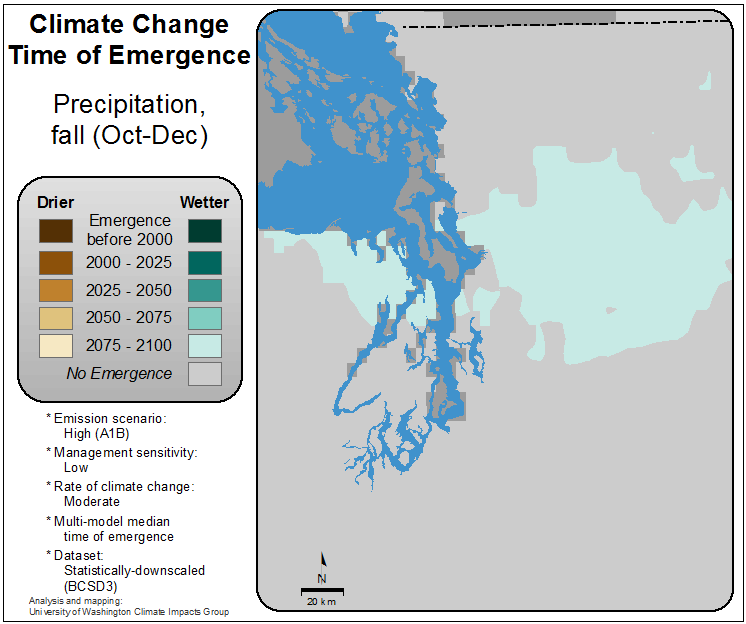 Climate Change
Time of Emergence
Precipitation,
fall (Oct-Dec)
Drier
Wetter
Emergence
before 2000
2000 - 2025
2025 - 2050
2050 - 2075
2075 - 2100
No Emergence
* Emission scenario:
High (A1B)
* Management sensitivity:
Low
* Rate of climate change:
Moderate
* Multi-model median
time of emergence
* Dataset:
Statistically-downscaled
(BCSD3)
Analysis and mapping:
University of Washington Climate Impacts Group
N
20 km